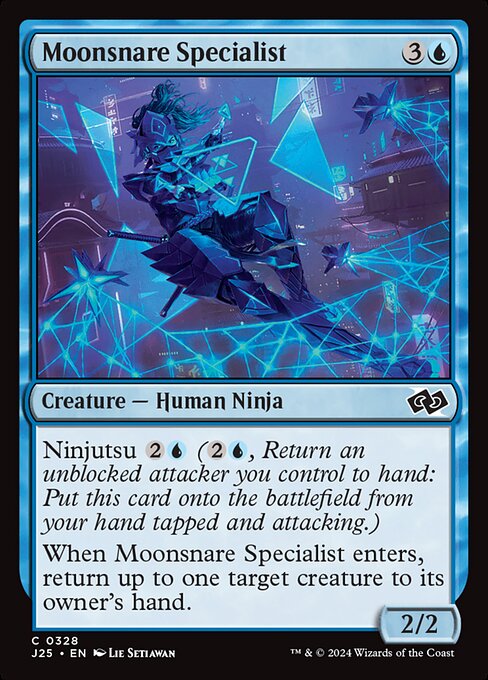 Moonsnare Specialist 3
Creature — Human Ninja
Ninjutsu 2 (2, Return an
unblocked attacker you control to hand:
Put this card onto the battlefield from
your hand tapped and attacking.)
When Moonsnare Specialist enters,
return up to one target creature to its
owner's hand.
2/2
C 0328
J25 • EN Lie Setiawan
™ & © 2024 Wizards of the Coast